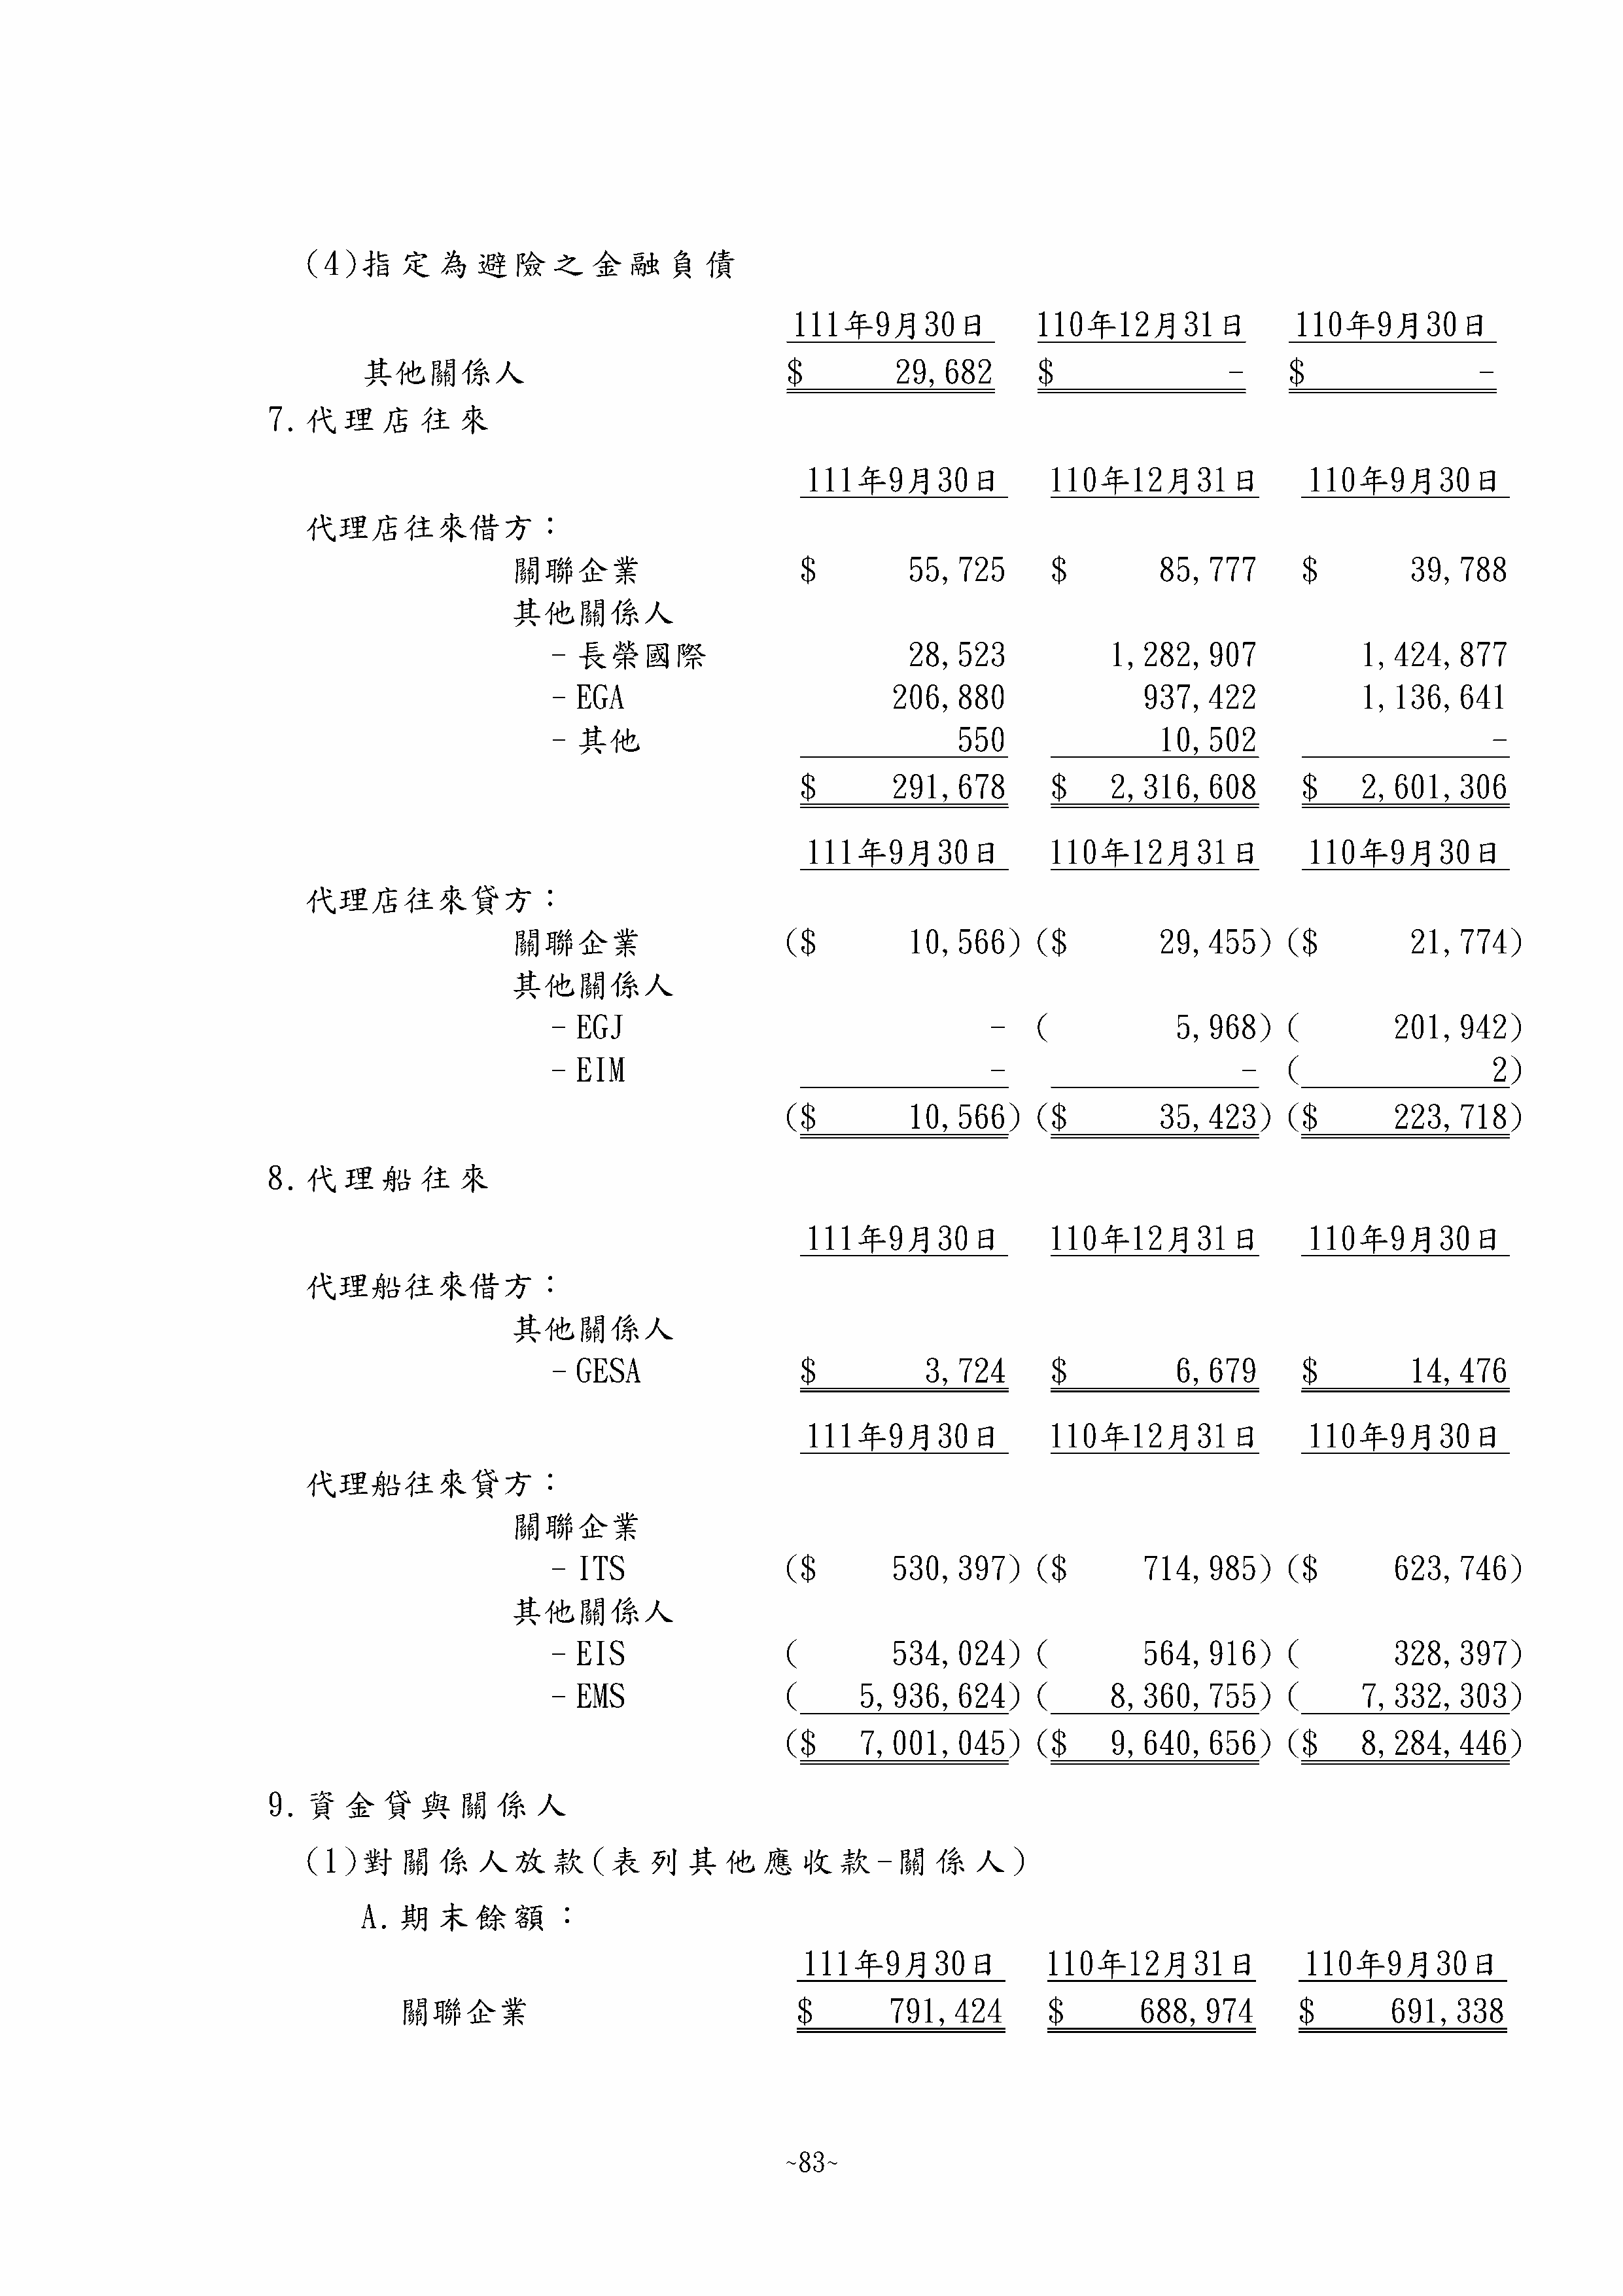 (4)指定為避險之金融負債
111年9月30日 110年12月31日 110年9月30日
其他關係人 $ 29,682 $ - $ -
7.代理店往來
111年9月30日 110年12月31日 110年9月30日
代理店往來借方：
關聯企業 $ 55,725 $ 85,777 $ 39,788
其他關係人
-長榮國際 28,523 1,282,907 1,424,877
-EGA 206,880 937,422 1,136,641
-其他 550 10,502 -
$ 291,678 $ 2,316,608 $ 2,601,306
111年9月30日 110年12月31日 110年9月30日
代理店往來貸方：
關聯企業 ($ 10,566) ($ 29,455) ($ 21,774)
其他關係人
-EGJ - ( 5,968) ( 201,942)
-EIM - - ( 2)
($ 10,566) ($ 35,423) ($ 223,718)
8.代理船往來
111年9月30日 110年12月31日 110年9月30日
代理船往來借方：
其他關係人
-GESA $ 3,724 $ 6,679 $ 14,476
111年9月30日 110年12月31日 110年9月30日
代理船往來貸方：
關聯企業
-ITS ($ 530,397) ($ 714,985) ($ 623,746)
其他關係人
-EIS ( 534,024) ( 564,916) ( 328,397)
-EMS ( 5,936,624) ( 8,360,755) ( 7,332,303)
($ 7,001,045) ($ 9,640,656) ($ 8,284,446)
9.資金貸與關係人
(1)對關係人放款(表列其他應收款-關係人)
A.期末餘額：
111年9月30日 110年12月31日 110年9月30日
關聯企業 $ 791,424 $ 688,974 $ 691,338
~83~